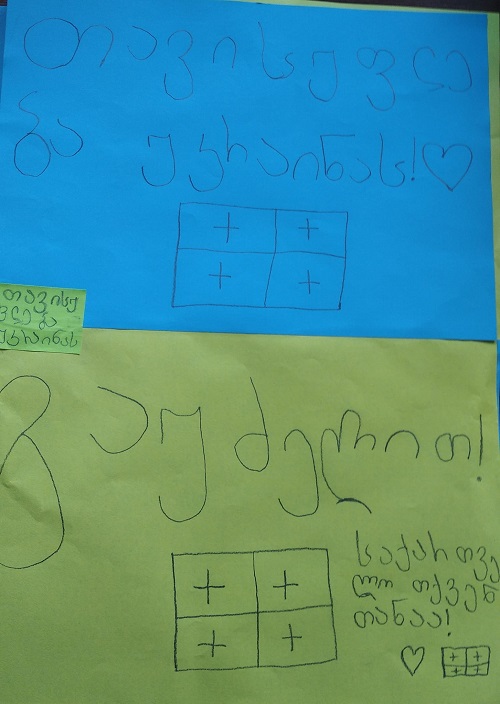 თავისუფლე
ბა უკრაინას!
თავისუ
ფლება
უკრაინას
გაუძელით!
საქართვე
ლო თქვენ
თანაა!